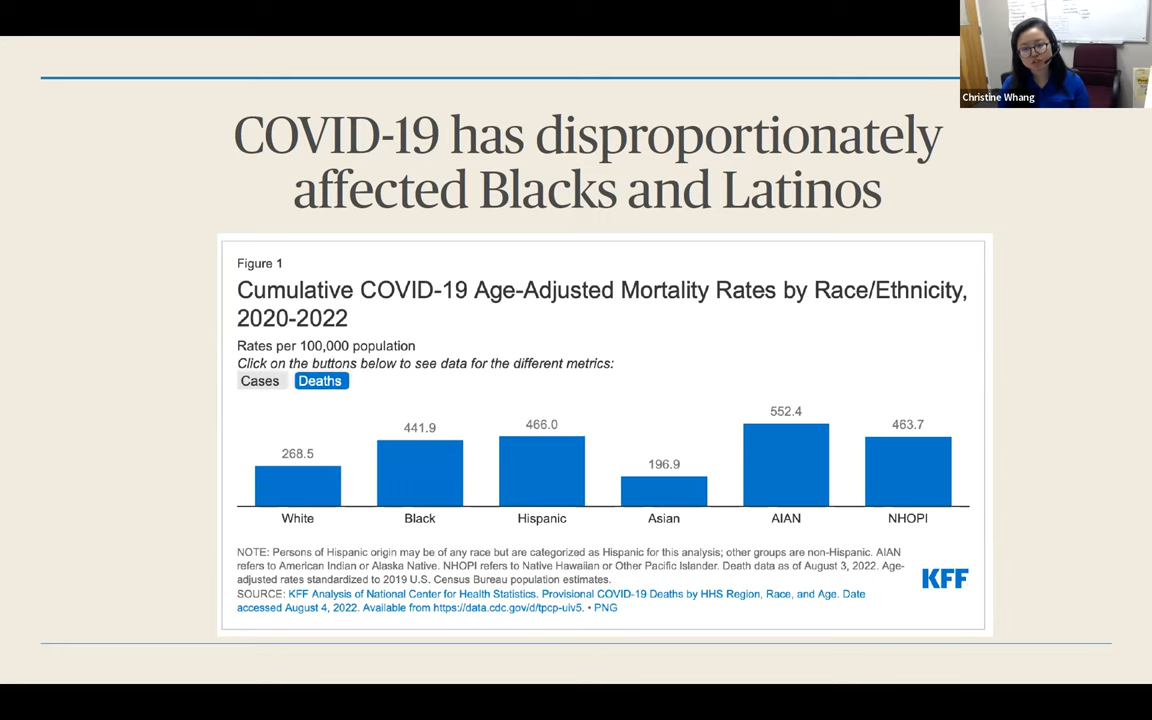 Christine Whang
COVID-19 has disproportionately
affected Blacks and Latinos
Figure 1
Cumulative COVID-19 Age-Adjusted Mortality Rates by Race/Ethnicity,
2020-2022
Rates per 100,000 population
Click on the buttons below to see data for the different metrics:
Cases Deaths
268.5 441.9 466.0 196.9 552.4 463.7
White Black Hispanic Asian AIAN NHOPI
NOTE: Persons of Hispanic origin may be of any race but are categorized as Hispanic for this analysis; other groups are non-Hispanic. AIAN
refers to American Indian or Alaska Native. NHOPI refers to Native Hawaiian or Other Pacific Islander. Death data as of August 3, 2022. Age-
adjusted rates standardized to 2019 U.S. Census Bureau population estimates.
SOURCE: KFF Analysis of National Center for Health Statistics. Provisional COVID-19 Deaths by HHS Region, Race, and Age. Date
accessed August 4, 2022. Available from https://data.cdc.gov/d/tpcp-uiv5. • PNG
KFF